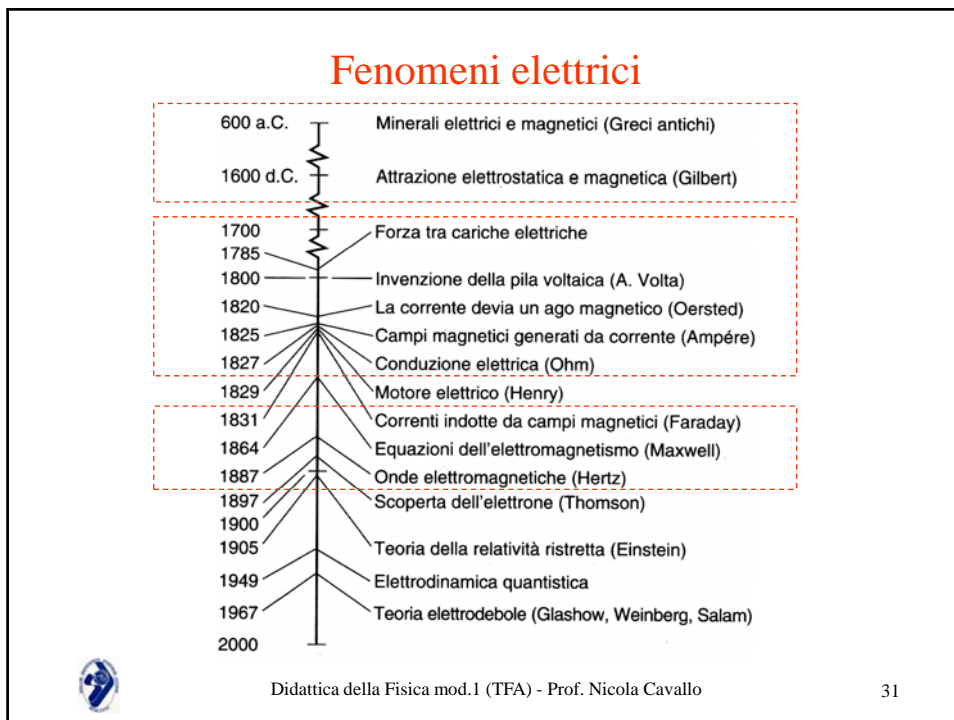 Fenomeni elettrici
600 a.C. Minerali elettrici e magnetici (Greci antichi)
1600 d.C. Attrazione elettrostatica e magnetica (Gilbert)
1700 Forza tra cariche elettriche
1785
1800 Invenzione della pila voltaica (A. Volta)
1820 La corrente devia un ago magnetico (Oersted)
1825 Campi magnetici generati da corrente (Ampére)
1827 Conduzione elettrica (Ohm)
1829 Motore elettrico (Henry)
1831 Correnti indotte da campi magnetici (Faraday)
1864 Equazioni dell'elettromagnetismo (Maxwell)
1887 Onde elettromagnetiche (Hertz)
1897 Scoperta dell'elettrone (Thomson)
1900
1905 Teoria della relatività ristretta (Einstein)
1949 Elettrodinamica quantistica
1967 Teoria elettrodebole (Glashow, Weinberg, Salam)
2000
Didattica della Fisica mod.1 (TFA) - Prof. Nicola Cavallo 31